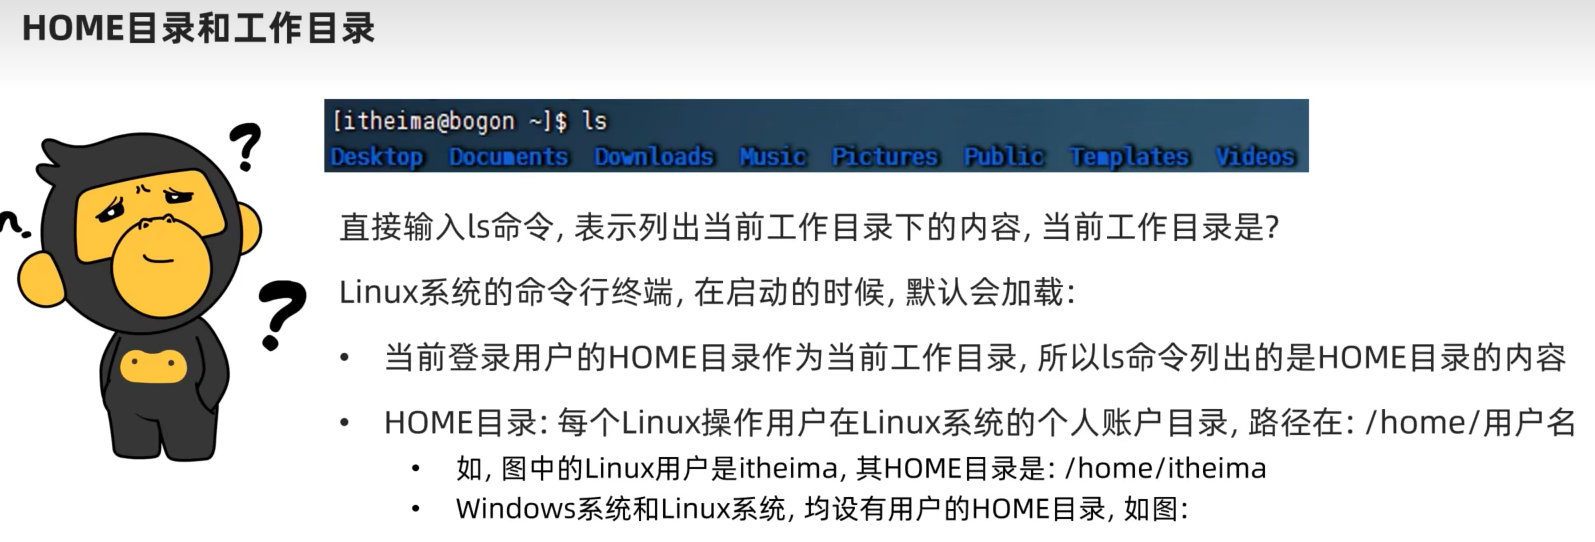 HOME目录和工作目录
[itheima@bogon ~]$ ls
Desktop Documents Downloads Music Pictures Public Templates Videos
直接输入ls命令, 表示列出当前工作目录下的内容, 当前工作目录是?
Linux系统的命令行终端, 在启动的时候, 默认会加载:
• 当前登录用户的HOME目录作为当前工作目录, 所以ls命令列出的是HOME目录的内容
• HOME目录: 每个Linux操作用户在Linux系统的个人账户目录, 路径在: /home/用户名
• 如, 图中的Linux用户是itheima, 其HOME目录是: /home/itheima
• Windows系统和Linux系统, 均设有用户的HOME目录, 如图: